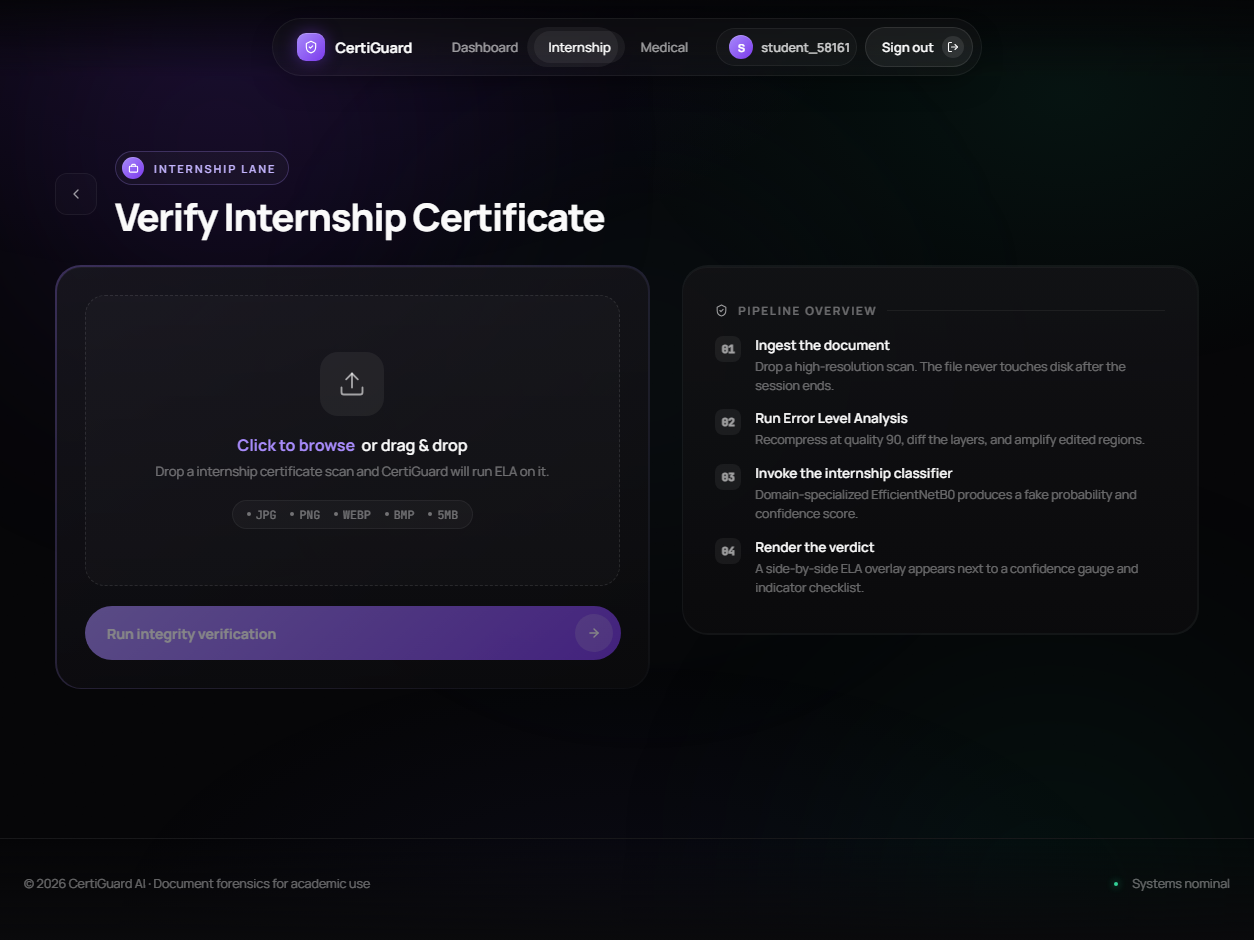 CertiGuard
Dashboard
Internship
Medical
S
student_58161
Sign out
INTERNSHIP LANE
Verify Internship Certificate
Click to browse or drag & drop
Drop a internship certificate scan and CertiGuard will run ELA on it.
• JPG • PNG • WEBP • BMP • 5MB
Run integrity verification
PIPELINE OVERVIEW
01
Ingest the document
Drop a high-resolution scan. The file never touches disk after the
session ends.
02
Run Error Level Analysis
Recompress at quality 90, diff the layers, and amplify edited regions.
03
Invoke the internship classifier
Domain-specialized EfficientNetB0 produces a fake probability and
confidence score.
04
Render the verdict
A side-by-side ELA overlay appears next to a confidence gauge and
indicator checklist.
© 2026 CertiGuard AI · Document forensics for academic use
Systems nominal